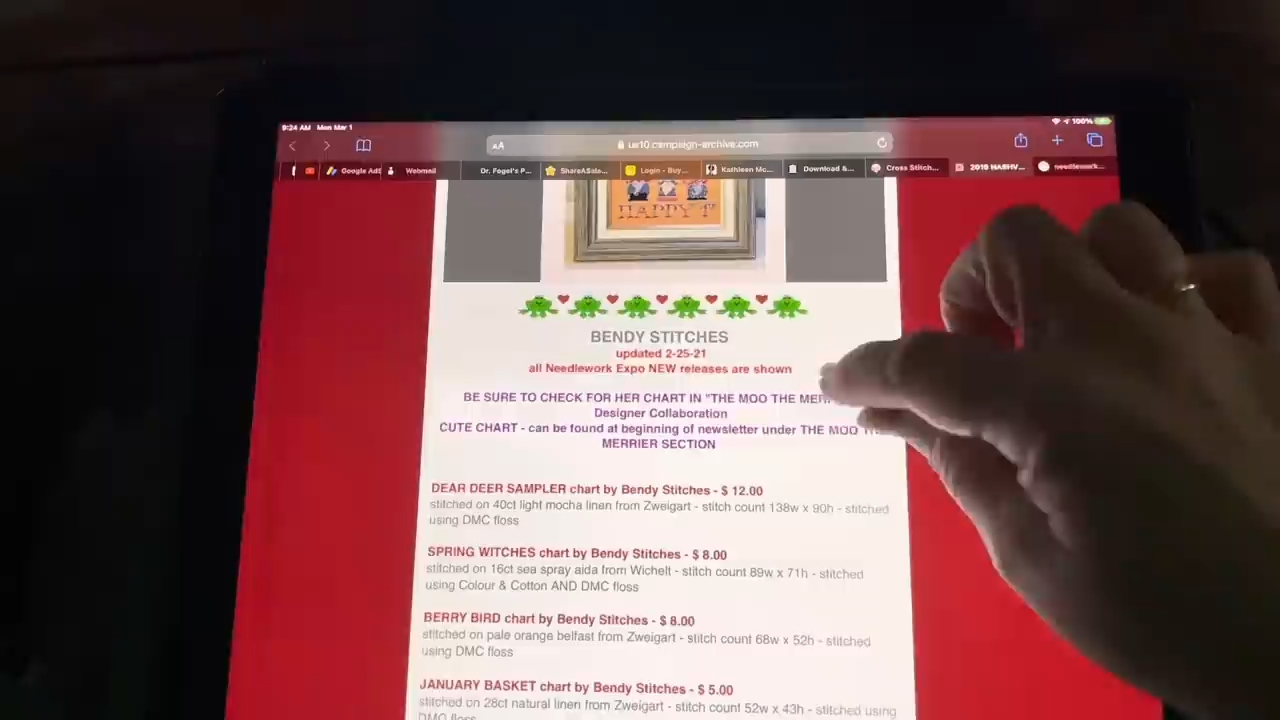 9:24 AM Mon Mar 1
100%
AA
us10.campaign-archive.com
Webmail
Dr. Fogel's P...
ShareASale...
Login - Buy...
Kathleen Mc...
Download &...
Cross Stitch...
needlework...
HAPPY
BENDY STITCHES
updated 2-25-21
all Needlework Expo NEW releases are shown
BE SURE TO CHECK FOR HER CHART IN "THE MOO THE
Designer Collaboration
CUTE CHART - can be found at beginning of newsletter under THE MOO
MERRIER SECTION
DEAR DEER SAMPLER chart by Bendy Stitches - $ 12.00
stitched on 40ct light mocha linen from Zweigart - stitch count 138w x 90h - stitched
using DMC floss
SPRING WITCHES chart by Bendy Stitches - $ 8.00
stitched on 16ct sea spray aida from Wichelt - stitch count 89w x 71h - stitched
using Colour & Cotton AND DMC floss
BERRY BIRD chart by Bendy Stitches - $ 8.00
stitched on pale orange belfast from Zweigart - stitch count 68w x 52h - stitched
using DMC floss
JANUARY BASKET chart by Bendy Stitches - $ 5.00
stitched on 28ct natural linen from Zweigart - stitch count 52w x 43h - stitched using
DMC floss